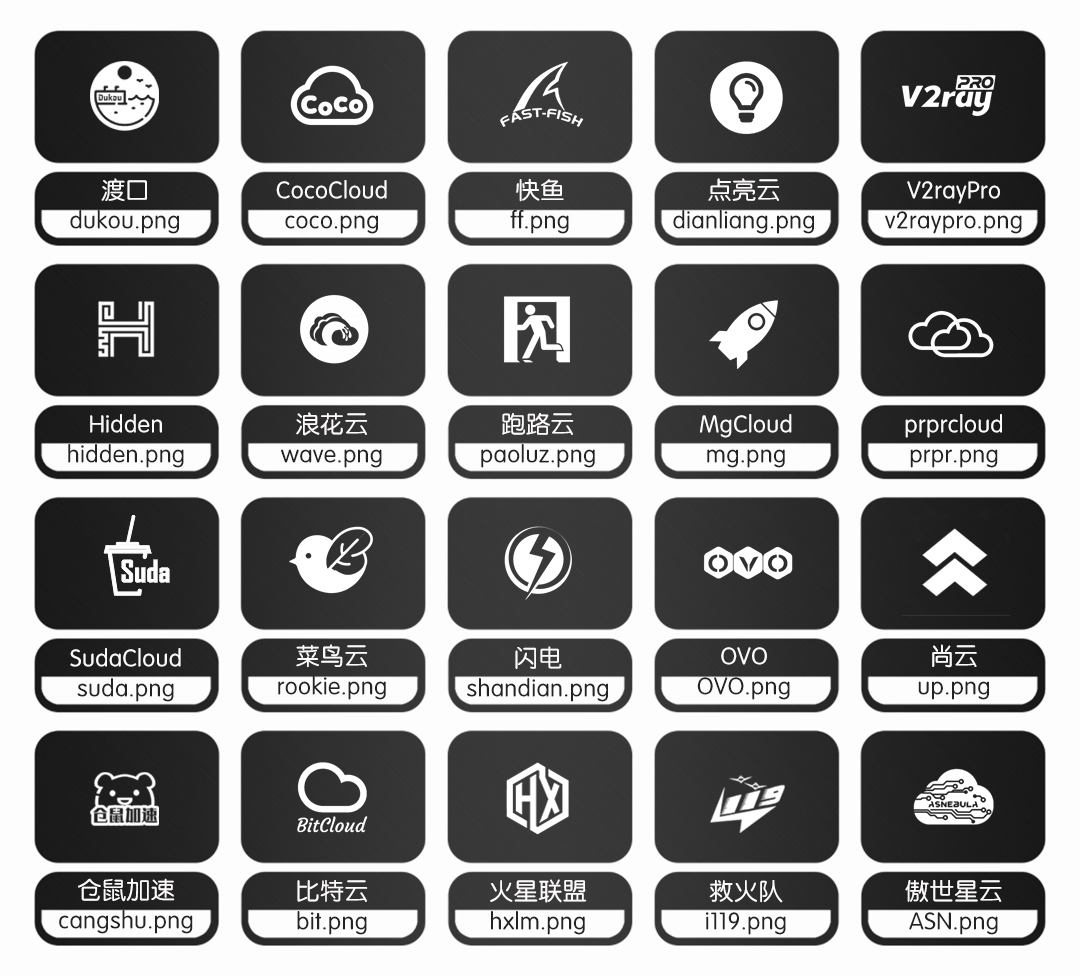 Dukou
CoCo
FAST-FISH
V2ray PRO
渡口
CocoCloud
快鱼
点亮云
V2rayPro
dukou.png
coco.png
ff.png
dianliang.png
v2raypro.png
H
Hidden
浪花云
跑路云
MgCloud
prprcloud
hidden.png
wave.png
paoluz.png
mg.png
prpr.png
Suda
OVO
SudaCloud
菜鸟云
闪电
OVO
尚云
suda.png
rookie.png
shandian.png
OVO.png
up.png
仓鼠加速
BitCloud
HX
119
ASNEBULA
仓鼠加速
比特云
火星联盟
救火队
傲世星云
cangshu.png
bit.png
hxlm.png
i119.png
ASN.png